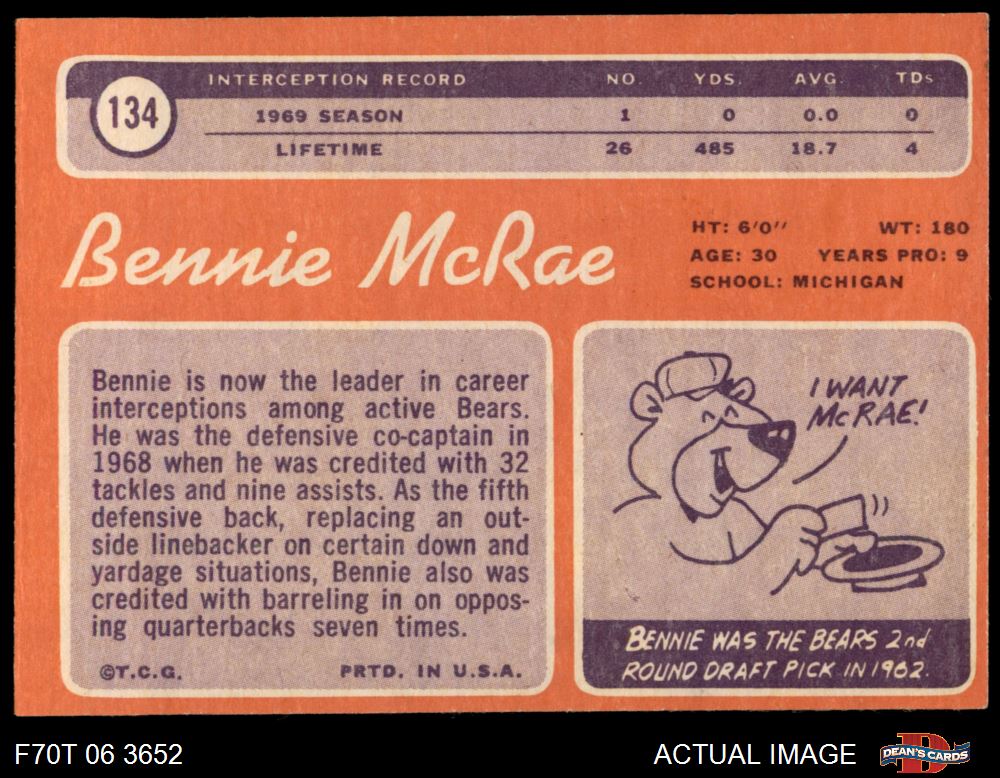 INTERCEPTION RECORD NO. YDS. AVG. TDs
134
1969 SEASON 1 0 0.0 0
LIFETIME 26 485 18.7 4
Bennie McRae
HT: 6'0'' WT: 180
AGE: 30 YEARS PRO: 9
SCHOOL: MICHIGAN
Bennie is now the leader in career
interceptions among active Bears.
He was the defensive co-captain in
1968 when he was credited with 32
tackles and nine assists. As the fifth
defensive back, replacing an out-
side linebacker on certain down and
yardage situations, Bennie also was
credited with barreling in on oppos-
ing quarterbacks seven times.
©T.C.G. PRTD. IN U.S.A.
I WANT
McRAE!
BENNIE WAS THE BEARS 2nd
ROUND DRAFT PICK IN 1962.
F70T 06 3652 ACTUAL IMAGE
D
DEAN'S CARDS